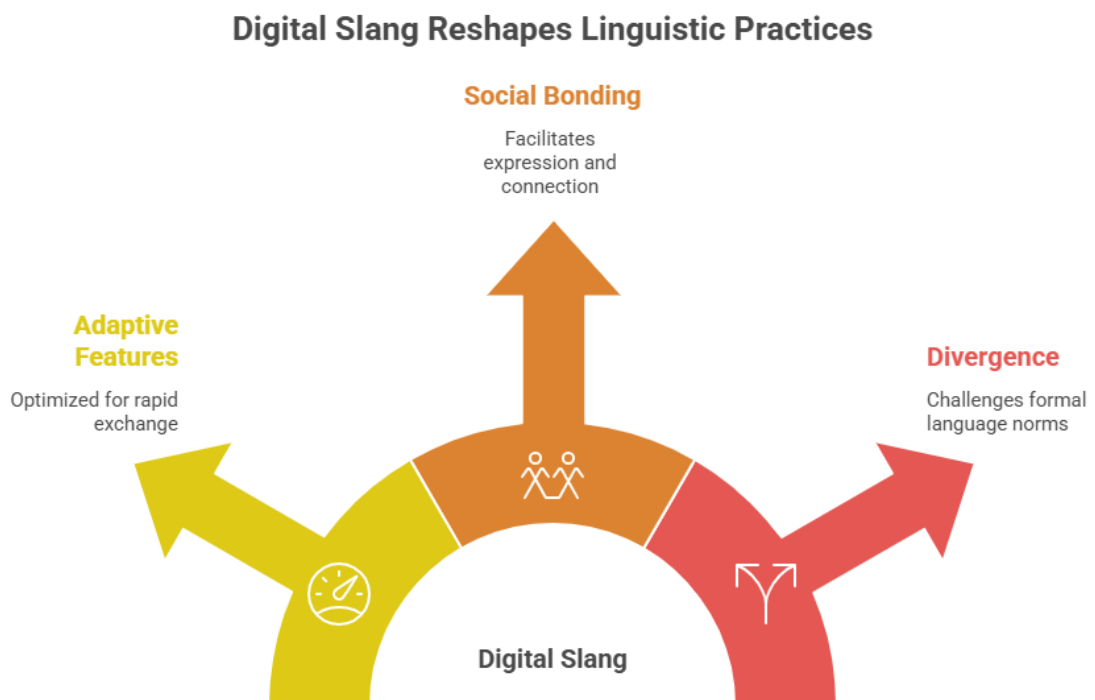 Digital Slang Reshapes Linguistic Practices
Social Bonding
Facilitates
expression and
connection
Adaptive
Features
Optimized for rapid
exchange
Divergence
Challenges formal
language norms
Digital Slang